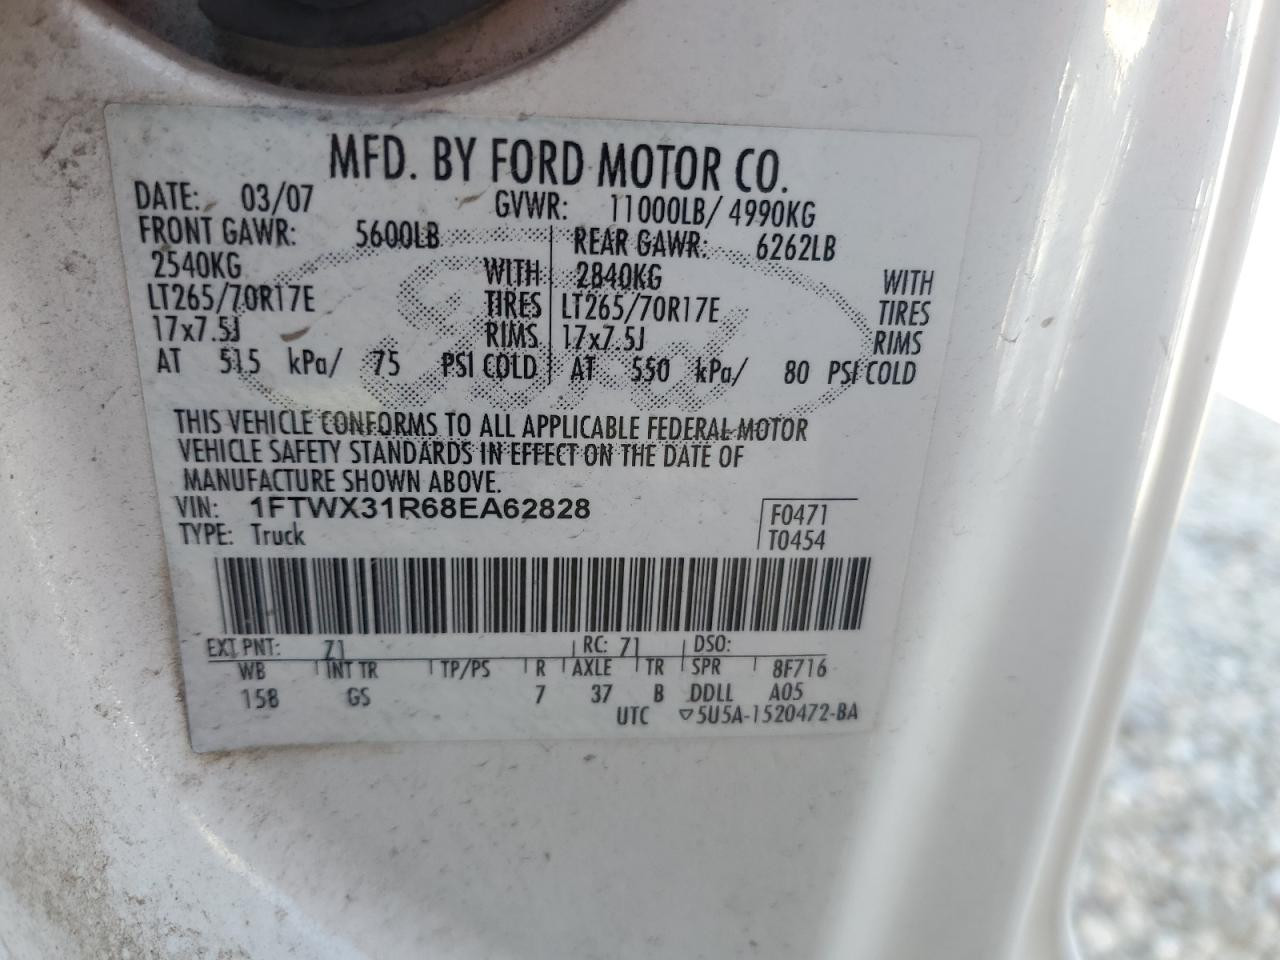 MFD. BY FORD MOTOR CO.
DATE: 03/07 GVWR: 11000LB/ 4990KG
FRONT GAWR: 5600LB REAR GAWR: 6262LB
2540KG WITH 2840KG WITH
LT265/70R17E TIRES LT265/70R17E TIRES
17x7.5J RIMS 17x7.5J RIMS
AT 515 kPa/ 75 PSI COLD AT 550 kPa/ 80 PSI COLD
THIS VEHICLE CONFORMS TO ALL APPLICABLE FEDERAL MOTOR
VEHICLE SAFETY STANDARDS IN EFFECT ON THE DATE OF
MANUFACTURE SHOWN ABOVE.
VIN: 1FTWX31R68EA62828 F0471
TYPE: Truck T0454
EXT PNT: Z1 RC: 71 DSO:
WB INT TR TP/PS R AXLE TR SPR 8F716
158 GS 7 37 B DDLL A05
UTC ▽5U5A-1520472-BA